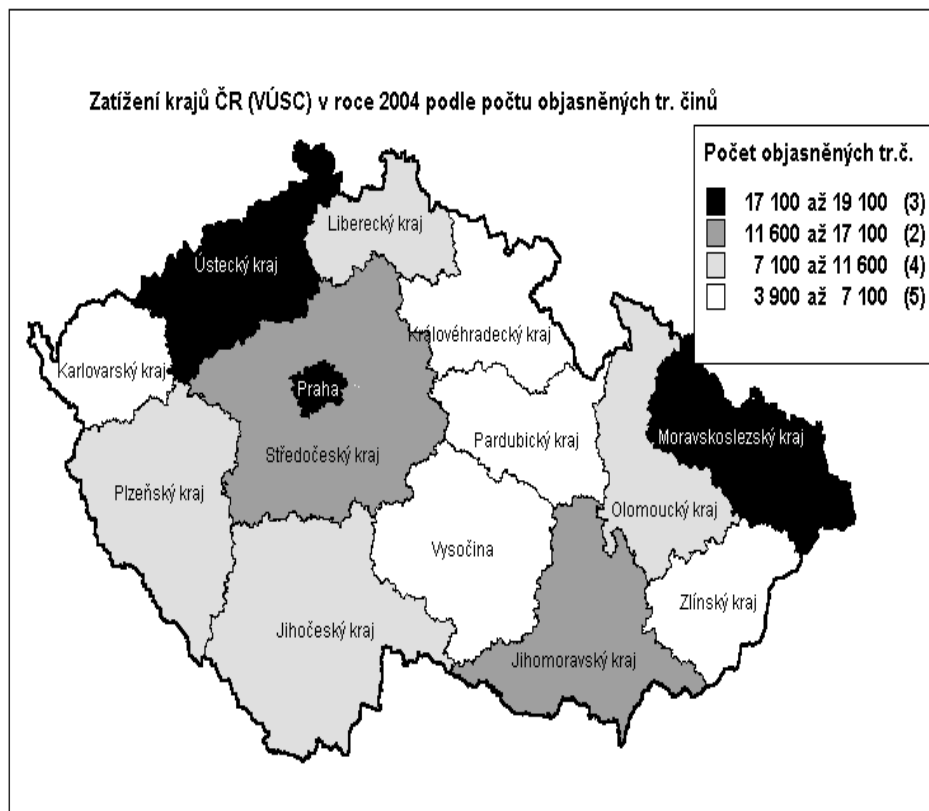 Zatížení krajů ČR (VÚSC) v roce 2004 podle počtu objasněných tr. činů
Počet objasněných tr.č.
17 100 až 19 100 (3)
11 600 až 17 100 (2)
7 100 až 11 600 (4)
3 900 až 7 100 (5)
Liberecký kraj
Ústecký kraj
Královéhradecký kraj
Karlovarský kraj
Praha
Moravskoslezský kraj
Pardubický kraj
Středočeský kraj
Plzeňský kraj
Olomoucký kraj
Vysočina
Zlínský kraj
Jihočeský kraj
Jihomoravský kraj